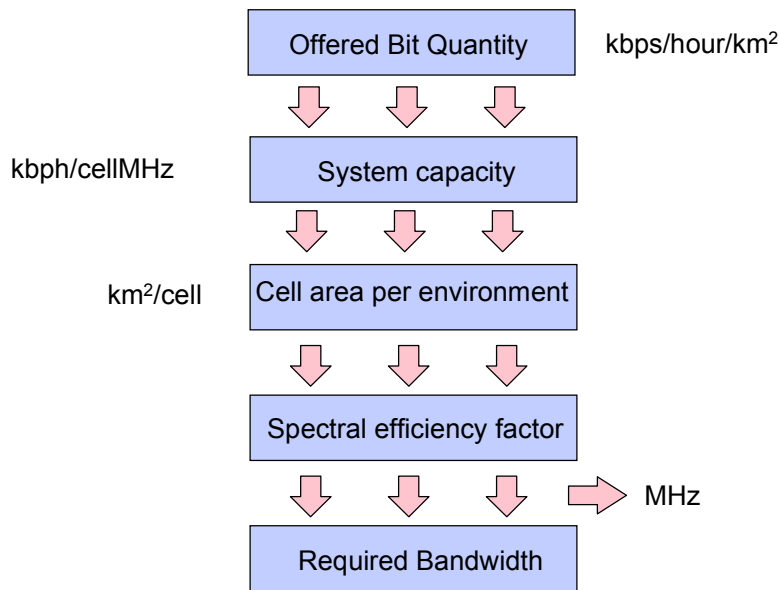 Offered Bit Quantity
kbps/hour/km²
kbph/cellMHz
System capacity
km²/cell
Cell area per environment
Spectral efficiency factor
MHz
Required Bandwidth